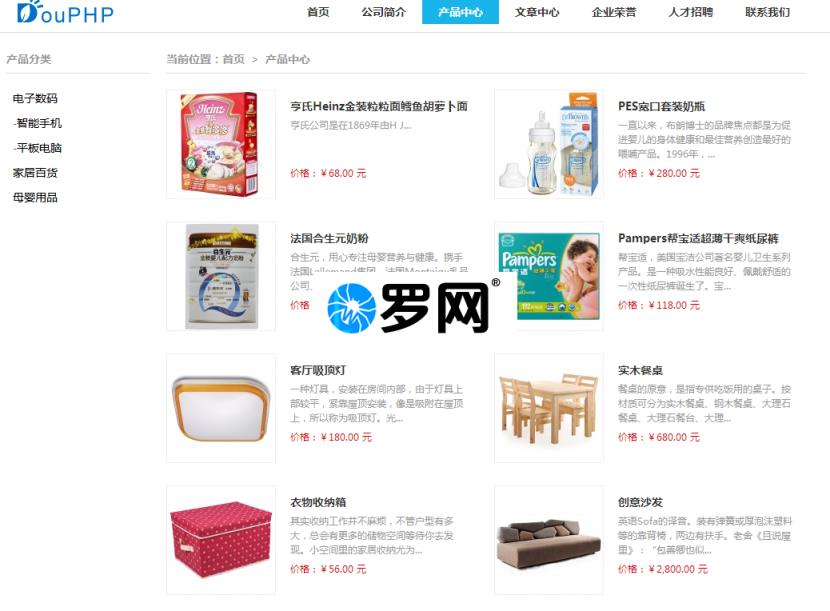 DouPHP
首页 公司简介 产品中心 文章中心 企业荣誉 人才招聘 联系我们
产品分类
当前位置：首页 > 产品中心
电子数码
-智能手机
-平板电脑
家居百货
母婴用品
Heinz
亨氏
亨氏Heinz金装粒粒面鳕鱼胡萝卜面
亨氏公司是在1869年由H J...
价格：￥68.00 元
PES宽口套装奶瓶
一直以来，布朗博士的品牌焦点都是为促
进婴儿的身体健康和最佳营养创造最好的
喂哺产品。1996年，...
价格：￥280.00 元
合生元
法国合生元奶粉
合生元，用心专注母婴营养与健康。携手
法国Lallemand集团、法国Montaigu乳品
公司、
价格
Pampers
Pampers帮宝适超薄干爽纸尿裤
帮宝适，美国宝洁公司著名婴儿卫生系列
产品。是一种吸水性能良好、佩戴舒适的
一次性纸尿裤诞生了。宝...
价格：￥118.00 元
罗网®
客厅吸顶灯
一种灯具，安装在房间内部，由于灯具上
部较平，紧靠屋顶安装，像是吸附在屋顶
上，所以称为吸顶灯。光...
价格：￥180.00 元
实木餐桌
餐桌的原意，是指专供吃饭用的桌子。按
材质可分为实木餐桌、钢木餐桌、大理石
餐桌、大理石餐台、大理...
价格：￥680.00 元
衣物收纳箱
其实收纳工作并不麻烦，不管户型有多
大，总会有更多的储物空间等待你去发
现。小空间里的家居收纳尤为...
价格：￥56.00 元
创意沙发
英语Sofa的译音。装有弹簧或厚泡沫塑料
等的靠背椅，两边有扶手。老舍《且说屋
里》：“包善卿也似...
价格：￥2,800.00 元